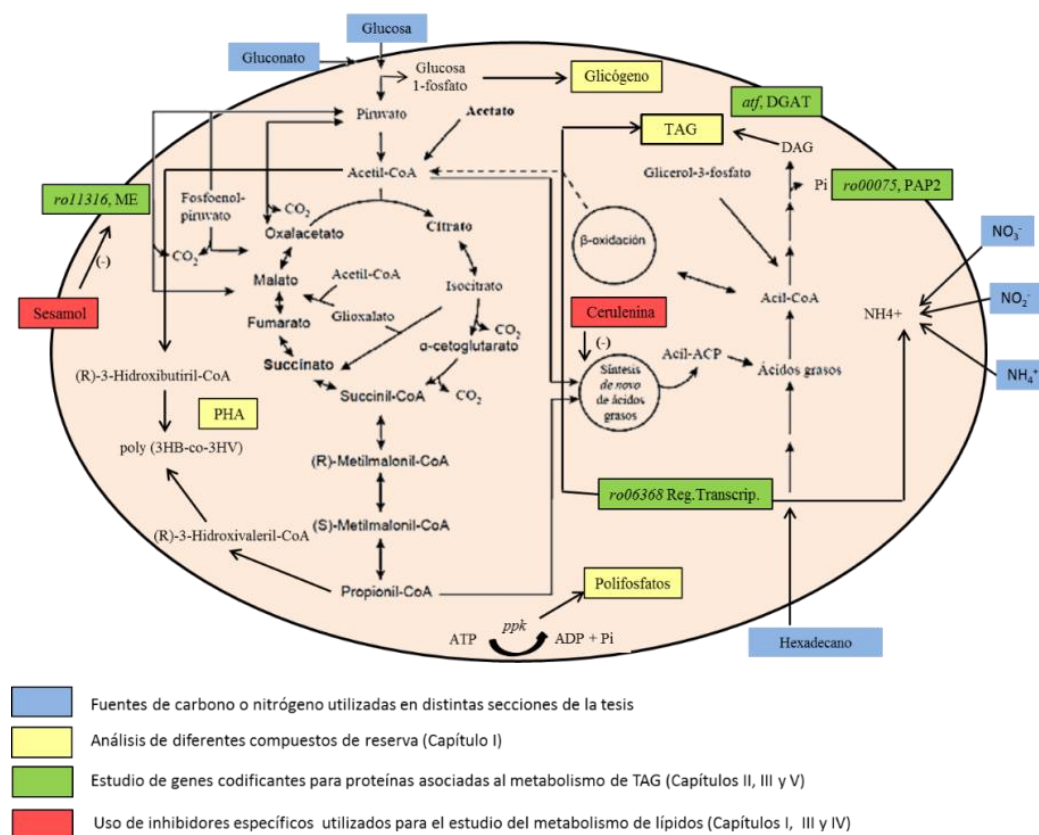 Glucosa
Gluconato
Glucosa
1-fosfato
Glicógeno
atf, DGAT
Piruvato
Acetato
TAG
DAG
Acetil-CoA
Glicerol-3-fosfato
Pi
ro00075, PAP2
ro11316, ME
Fosfoenol-
piruvato
CO2
Oxalacetato
Citrato
β-oxidación
NO3-
CO2
(-)
Malato
Acetil-CoA
Isocitrato
Acil-CoA
NO2-
Sesamol
Glioxalato
Cerulenina
NH4+
Fumarato
CO2
(-)
α-cetoglutarato
Succinato
Acil-ACP
Ácidos grasos
NH4+
(R)-3-Hidroxibutiril-CoA
Síntesis
de novo
de ácidos
grasos
Succinil-CoA
CO2
PHA
poly (3HB-co-3HV)
(R)-Metilmalonil-CoA
ro06368 Reg.Transcrip.
(S)-Metilmalonil-CoA
(R)-3-Hidroxivaleril-CoA
Propionil-CoA
Polifosfatos
ppk
ATP
ADP + Pi
Hexadecano
Fuentes de carbono o nitrógeno utilizadas en distintas secciones de la tesis
Análisis de diferentes compuestos de reserva (Capítulo I)
Estudio de genes codificantes para proteínas asociadas al metabolismo de TAG (Capítulos II, III y V)
Uso de inhibidores específicos utilizados para el estudio del metabolismo de lípidos (Capítulos I, III y IV)